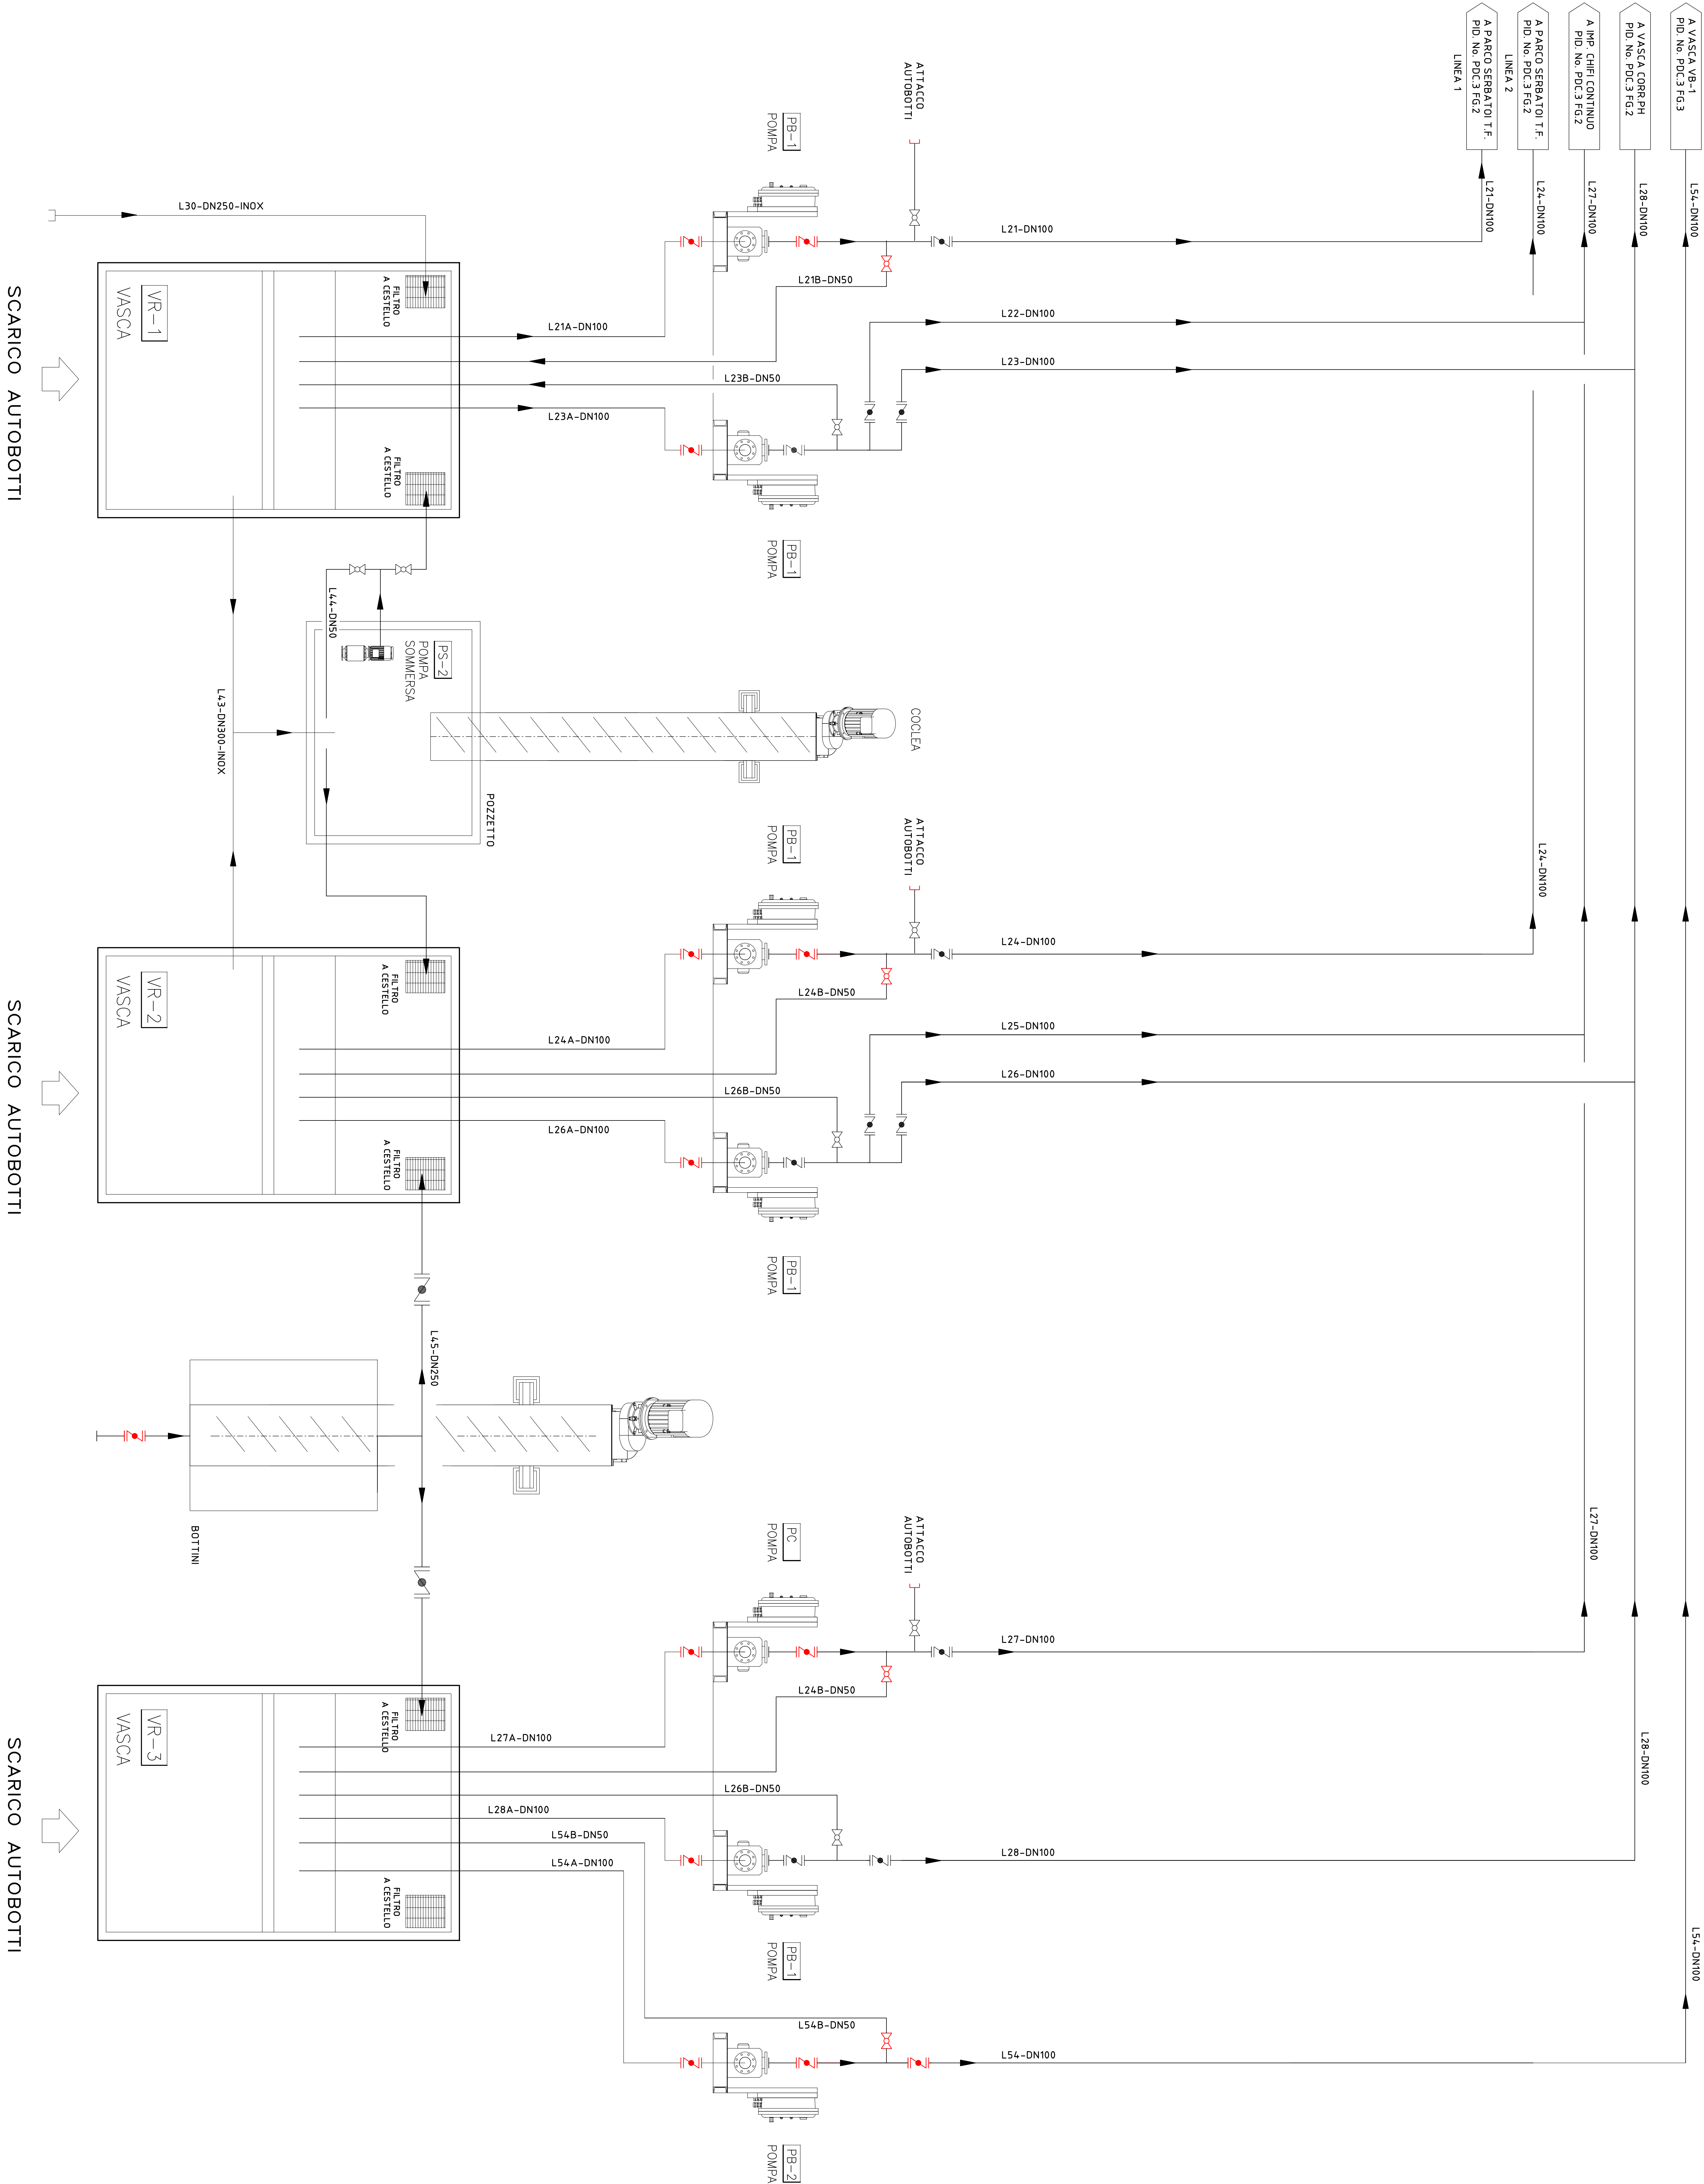 A VASCA VB-1
PID. No. PDC.3 FG.3
A VASCA CORR.PH
PID. No. PDC.3 FG.2
A IMP. CHIFI CONTINUO
PID. No. PDC.3 FG.2
A PARCO SERBATOI T.F.
PID. No. PDC.3 FG.2
LINEA 2
A PARCO SERBATOI T.F.
PID. No. PDC.3 FG.2
LINEA 1
L54-DN100
L28-DN100
L27-DN100
L24-DN100
L21-DN100
ATTACCO
AUTOBOTTI
PB-1
POMPA
L30-DN250-INOX
L21-DN100
L21B-DN50
L22-DN100
L21A-DN100
L23-DN100
L23B-DN50
L23A-DN100
FILTRO
A CESTELLO
VR-1
VASCA
FILTRO
A CESTELLO
SCARICO AUTOBOTTI
PB-1
POMPA
L44-DN50
PS-2
POMPA
SOMMERSA
L43-DN300-INOX
COCLEA
POZZETTO
PB-1
POMPA
ATTACCO
AUTOBOTTI
L24-DN100
L24-DN100
L24B-DN50
L25-DN100
L24A-DN100
L26-DN100
L26B-DN50
L26A-DN100
FILTRO
A CESTELLO
VR-2
VASCA
FILTRO
A CESTELLO
SCARICO AUTOBOTTI
PB-1
POMPA
L45-DN250
BOTTINI
PC
POMPA
ATTACCO
AUTOBOTTI
L27-DN100
L27-DN100
L24B-DN50
L27A-DN100
L28-DN100
L26B-DN50
L28A-DN100
L54B-DN50
L28-DN100
L54A-DN100
FILTRO
A CESTELLO
VR-3
VASCA
FILTRO
A CESTELLO
SCARICO AUTOBOTTI
PB-1
POMPA
L54-DN100
L54B-DN50
L54-DN100
PB-2
POMPA